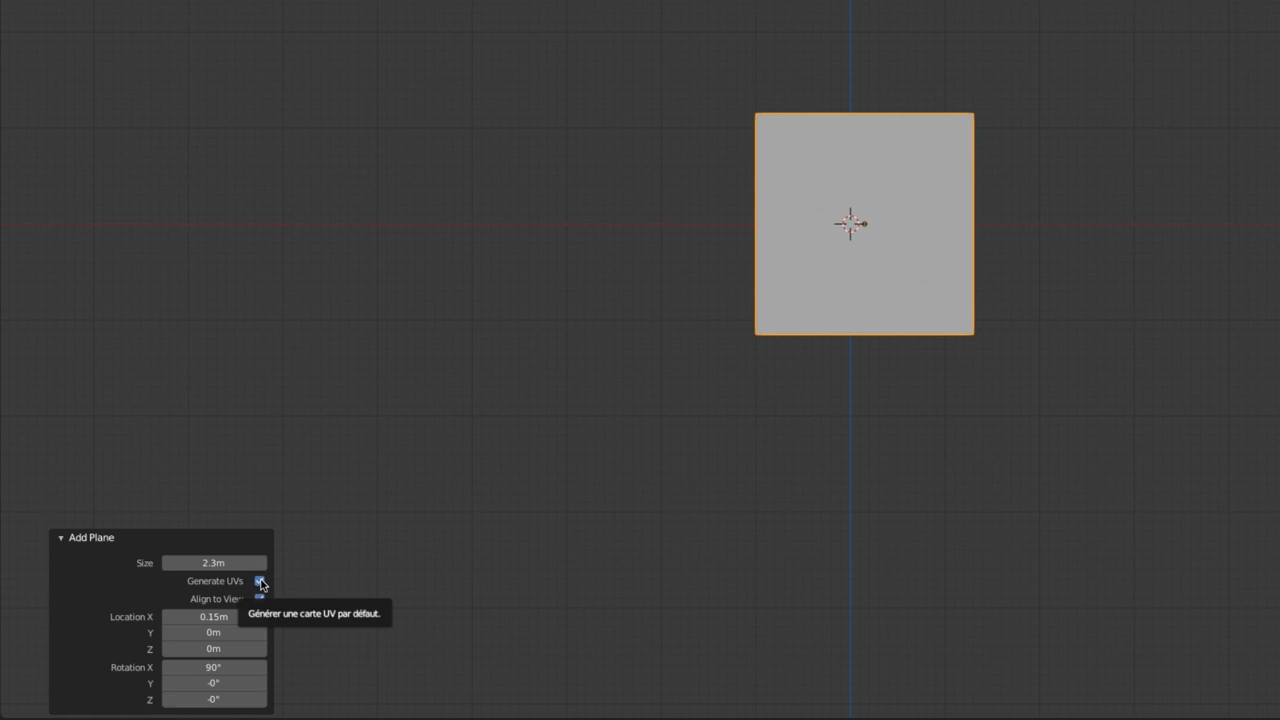 Add Plane
Size 2.3m
Generate UVs
Align to View
Générer une carte UV par défaut.
Location X 0.15m
Y 0m
Z 0m
Rotation X 90°
Y -0°
Z -0°